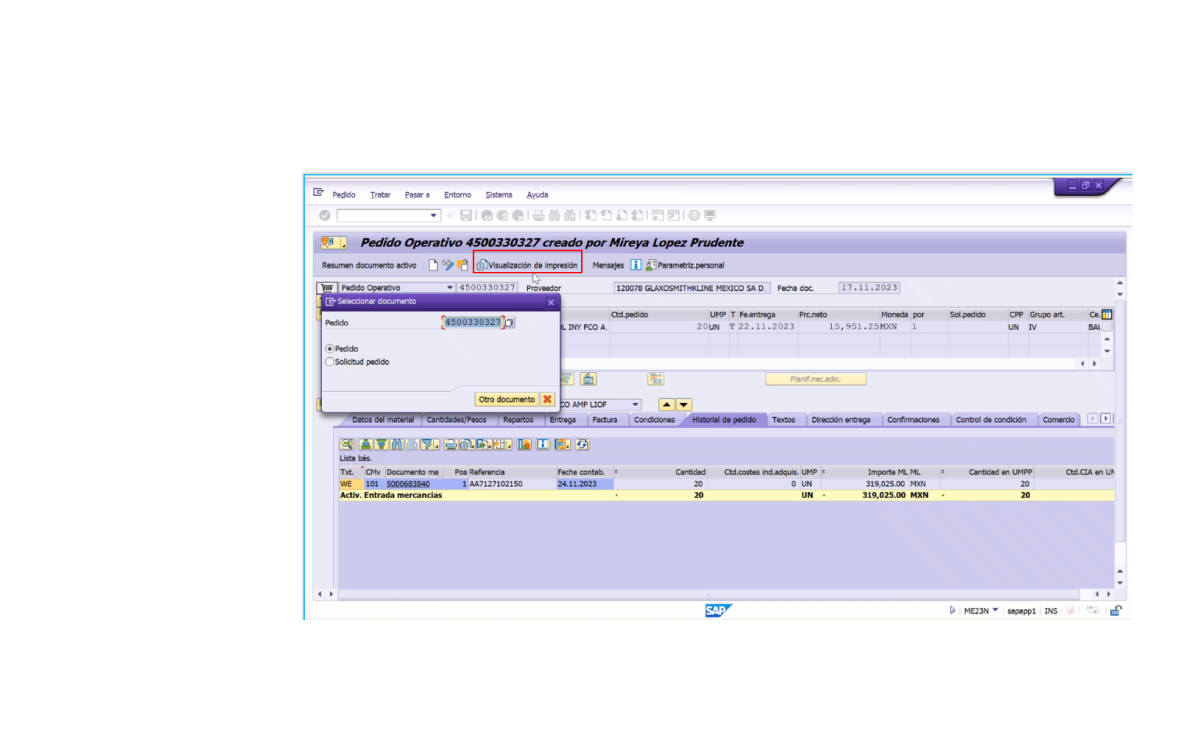 Pedido Tratar Pasar a Entorno Sistema Ayuda
Pedido Operativo 4500330327 creado por Mireya Lopez Prudente
Resumen documento activo Visualización de impresión Mensajes Parametriz.personal
Pedido Operativo 4500330327 Proveedor 120078 GLAXOSMITHKLINE MEXICO SA D. Fecha doc. 17.11.2023
Seleccionar documento
Pedido 4500330327
Pedido
Solicitud pedido
Otro documento
Ctd.pedido UMP T Fe.entrega Prc.neto Moneda por Sol.pedido CPP Grupo art. Ce.
INY FCO A. 20 UN T 22.11.2023 15,951.25 MXN 1 UN IV
Planif.nec.adic.
CO AMP LIOF
Datos del material Cantidades/Pesos Repartos Entrega Factura Condiciones Historial de pedido Textos Dirección entrega Confirmaciones Control de condición Comercio
Lista bás.
Txt. CMv Documento ma Pos Referencia Fecha contab. Cantidad Ctd.costes ind.adquis. UMP Importe ML ML Cantidad en UMPP Ctd.CIA en UM
WE 101 5000683840 1 AA7127102150 24.11.2023 20 0 UN 319,025.00 MXN 20
Activ. Entrada mercancías 20 UN 319,025.00 MXN 20
SAP ME23N sapapp1 INS